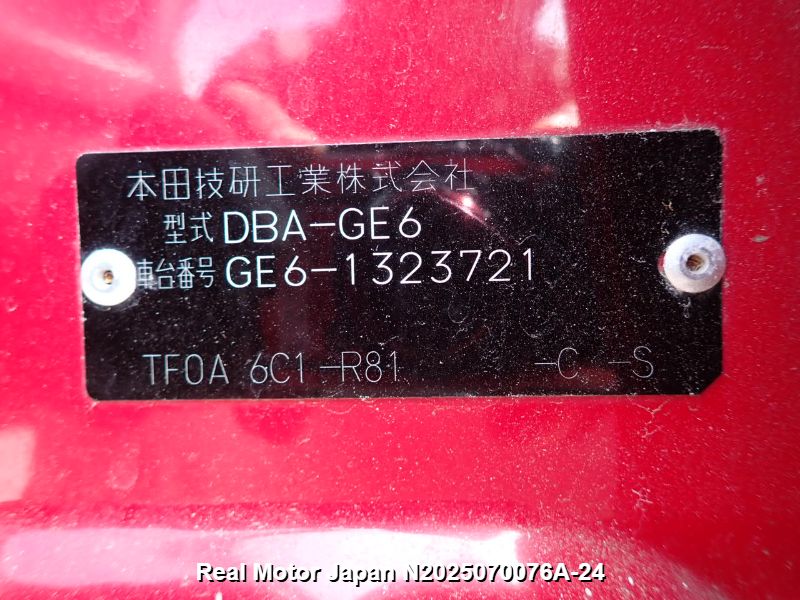 本田技研工業株式会社
型式 DBA-GE6
車台番号 GE6-1323721
TF0A 6C1-R81 -C -S
Real Motor Japan N2025070076A-24